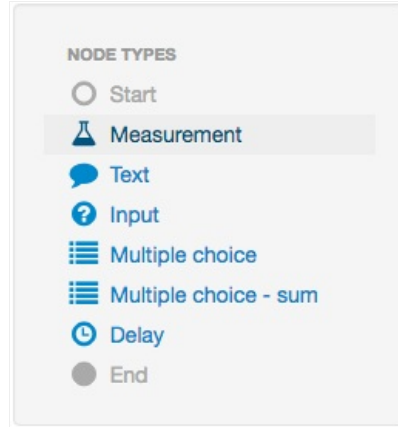 NODE TYPES
Start
Measurement
Text
Input
Multiple choice
Multiple choice - sum
Delay
End